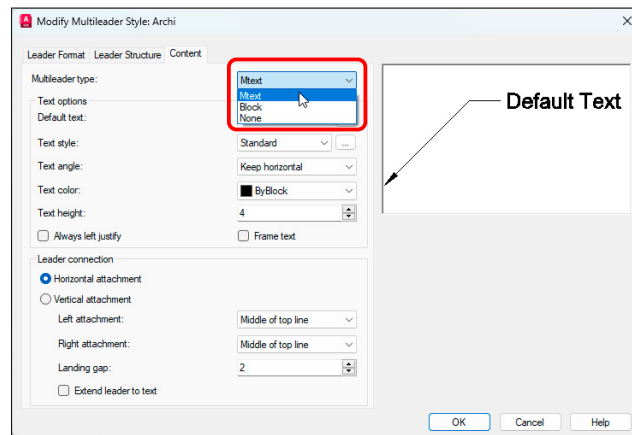 Modify Multileader Style: Archi
Leader Format Leader Structure Content
Multileader type: Mtext
Mtext
Block
None
Text options
Default text:
Text style: Standard ...
Text angle: Keep horizontal
Text color: ByBlock
Text height: 4
Always left justify Frame text
Leader connection
Horizontal attachment
Vertical attachment
Left attachment: Middle of top line
Right attachment: Middle of top line
Landing gap: 2
Extend leader to text
Default Text
OK Cancel Help